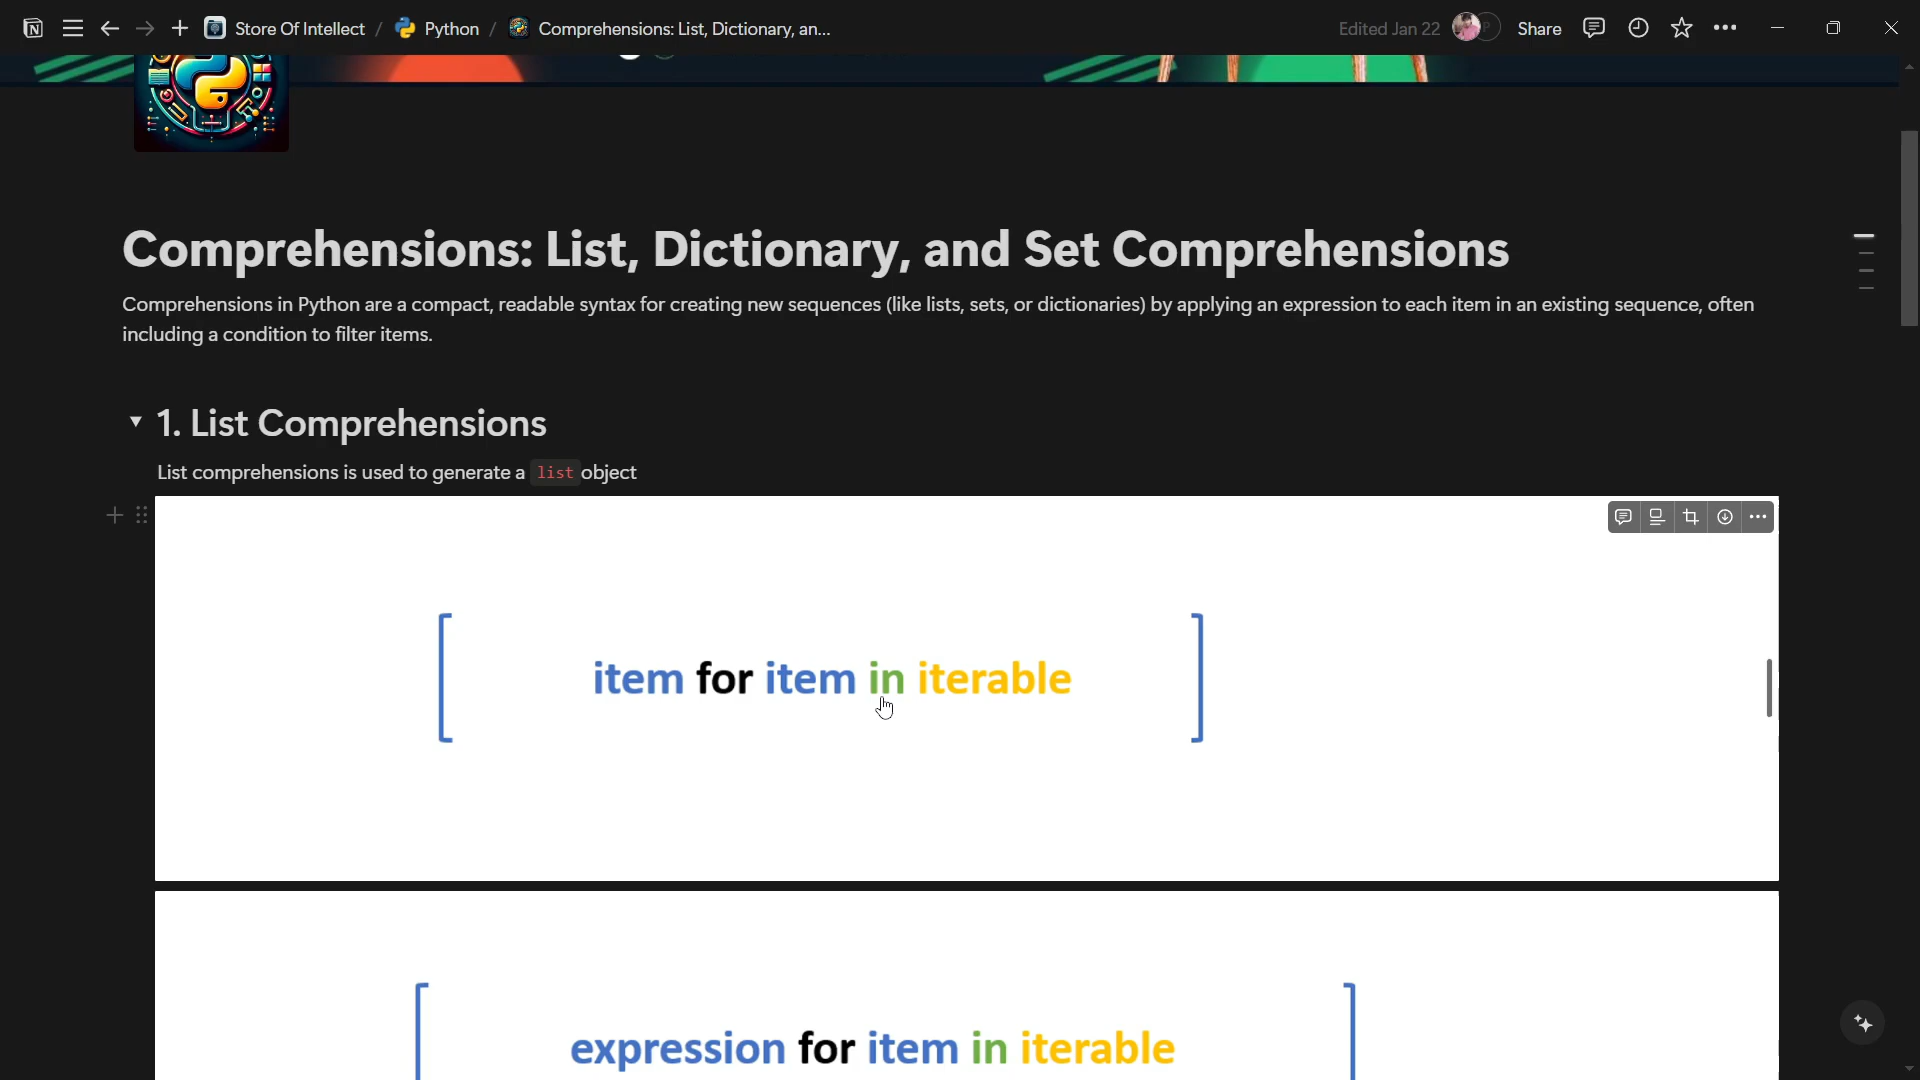 Store Of Intellect / Python / Comprehensions: List, Dictionary, an...
Edited Jan 22 P Share
Comprehensions: List, Dictionary, and Set Comprehensions
Comprehensions in Python are a compact, readable syntax for creating new sequences (like lists, sets, or dictionaries) by applying an expression to each item in an existing sequence, often
including a condition to filter items.
1. List Comprehensions
List comprehensions is used to generate a list object
[ item for item in iterable ]
[ expression for item in iterable ]